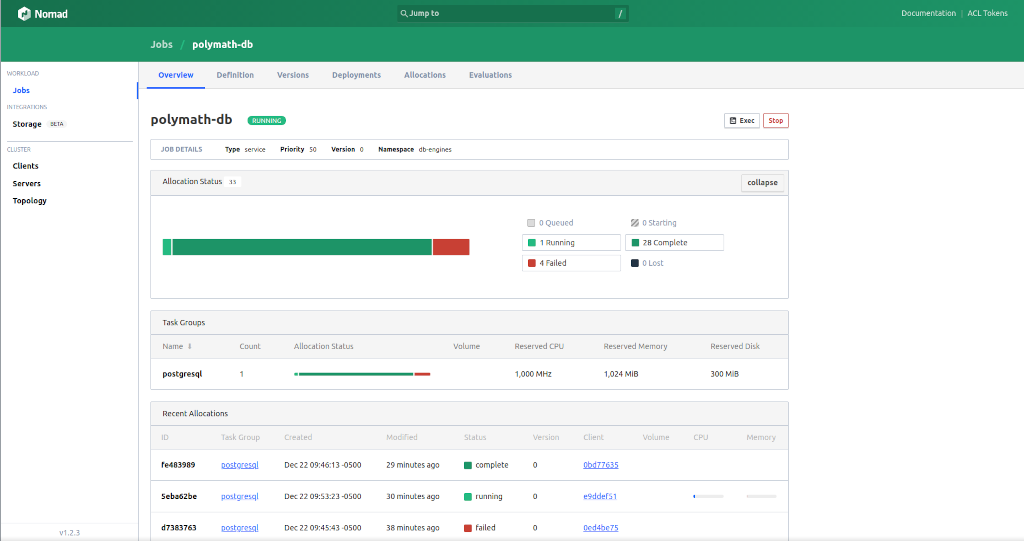 Nomad
Jump to /
Documentation | ACL Tokens
Jobs / polymath-db
WORKLOAD
Jobs
INTEGRATIONS
Storage BETA
CLUSTER
Clients
Servers
Topology
v1.2.3
Overview Definition Versions Deployments Allocations Evaluations
polymath-db RUNNING
Exec Stop
JOB DETAILS Type service Priority 50 Version 0 Namespace db-engines
Allocation Status 33 collapse
0 Queued 0 Starting
1 Running 28 Complete
4 Failed 0 Lost
Task Groups
Name Count Allocation Status Volume Reserved CPU Reserved Memory Reserved Disk
postgresql 1 1,000 MHz 1,024 MiB 300 MiB
Recent Allocations
ID Task Group Created Modified Status Version Client Volume CPU Memory
fe483989 postgresql Dec 22 09:46:13 -0500 29 minutes ago complete 0 0bd77635
5eba62be postgresql Dec 22 09:53:23 -0500 30 minutes ago running 0 e9ddef51
d7383763 postgresql Dec 22 09:45:43 -0500 38 minutes ago failed 0 0ed4be75